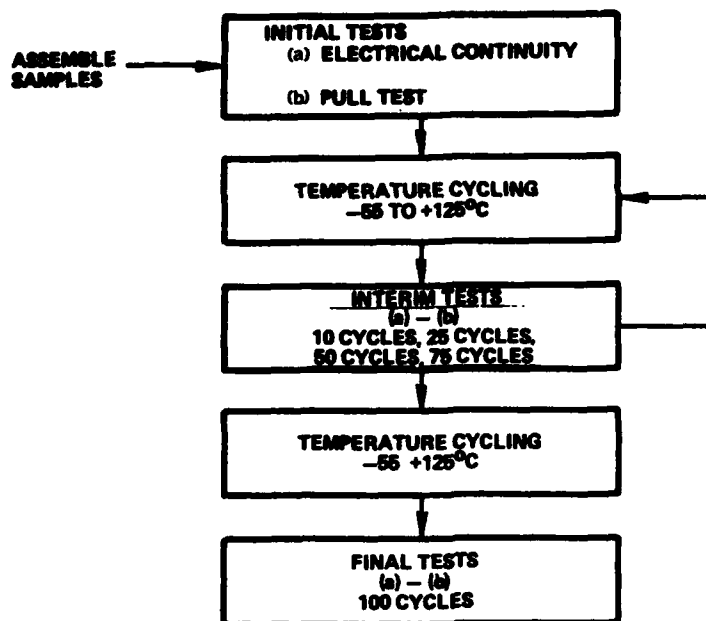 ASSEMBLE
SAMPLES
INITIAL TESTS
(a) ELECTRICAL CONTINUITY
(b) PULL TEST
TEMPERATURE CYCLING
–55 TO +125°C
INTERIM TESTS
(a) – (b)
10 CYCLES, 25 CYCLES,
50 CYCLES, 75 CYCLES
TEMPERATURE CYCLING
–55 +125°C
FINAL TESTS
(a) – (b)
100 CYCLES